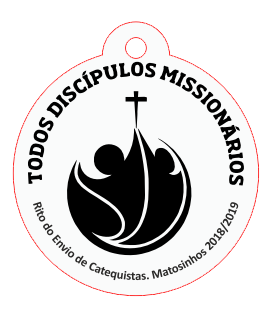 TODOS DISCÍPULOS MISSIONÁRIOS
Rito do Envio de Catequistas. Matosinhos 2018/2019